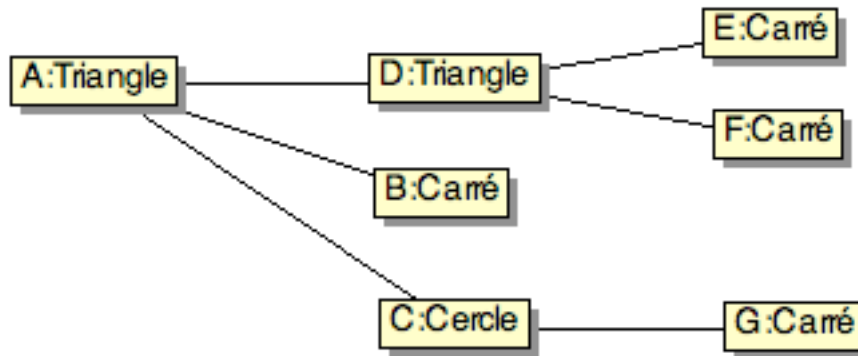 E:Carré
A:Triangle
D:Triangle
F:Carré
B:Carré
C:Cercle
G:Carré